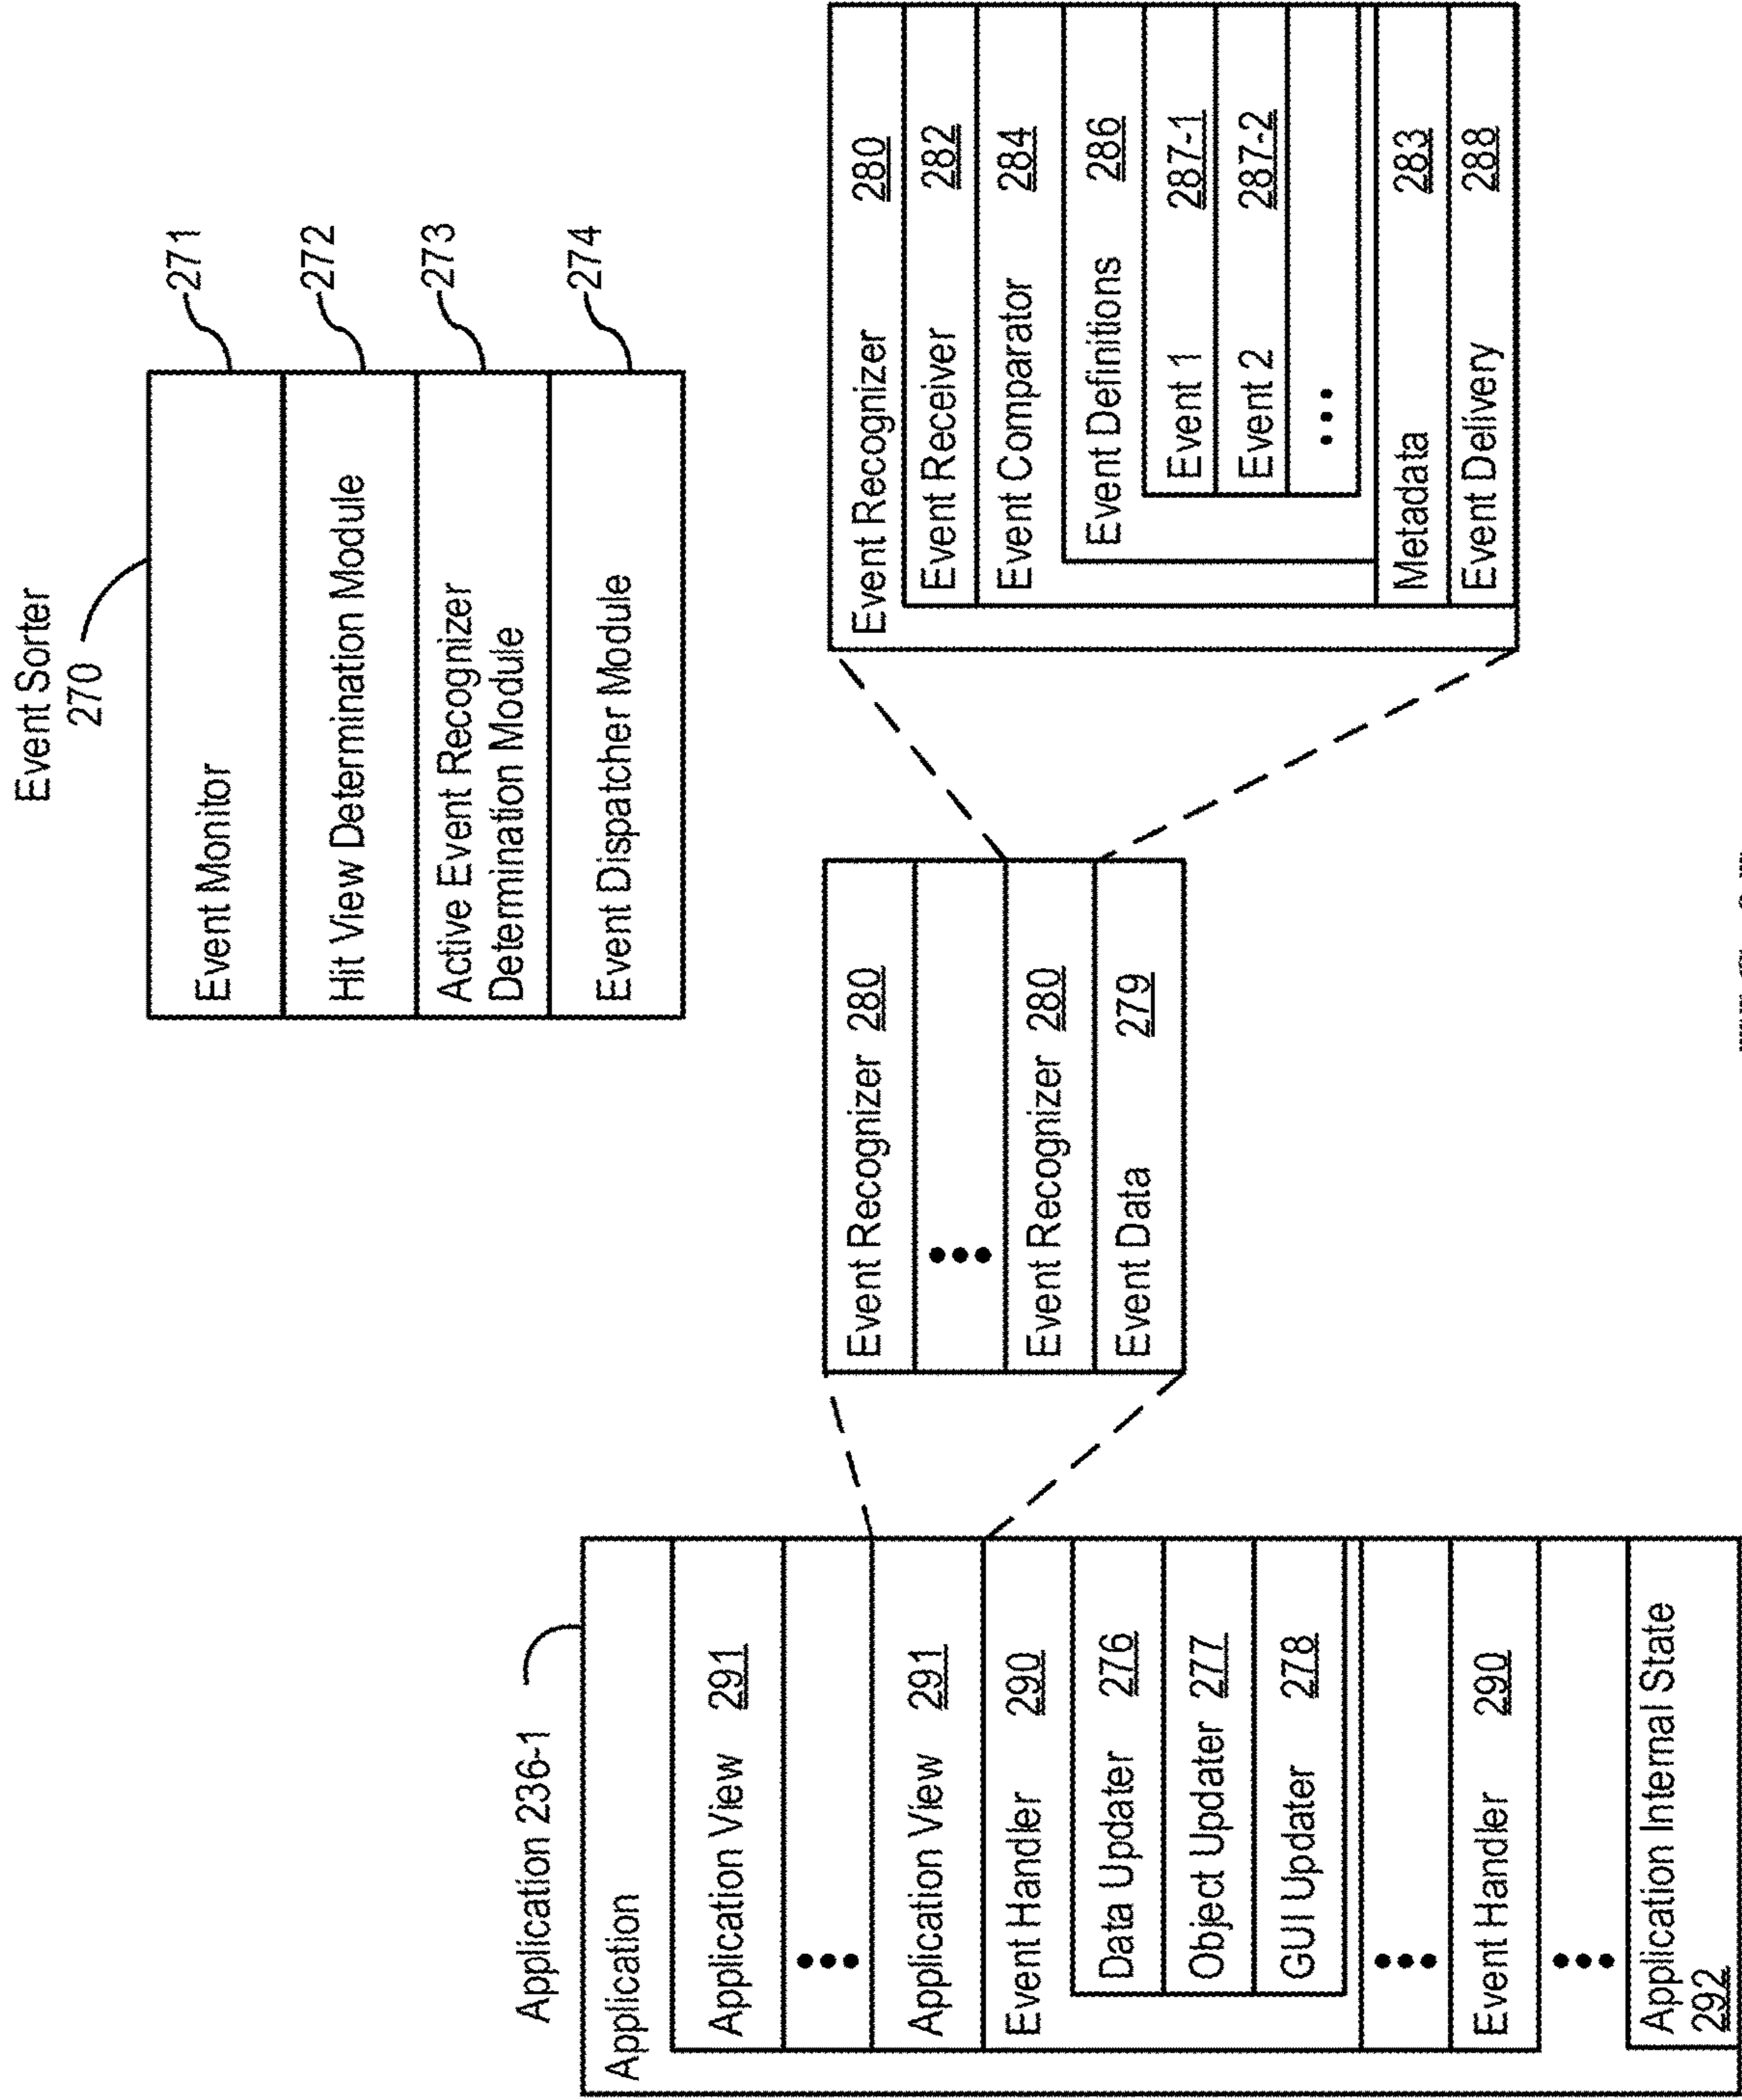 Event Sorter
270
Event Monitor
271
Hit View Determination Module
272
Active Event Recognizer
Determination Module
273
Event Dispatcher Module
274
Application 236-1
Application
Application View 291
•••
Application View 291
Event Handler 290
Data Updater 276
Object Updater 277
GUI Updater 278
•••
Event Handler 290
•••
Application Internal State
292
Event Recognizer 280
•••
Event Recognizer 280
Event Data 279
Event Recognizer 280
Event Receiver 282
Event Comparator 284
Event Definitions 286
Event 1 287-1
Event 2 287-2
•••
Metadata 283
Event Delivery 288